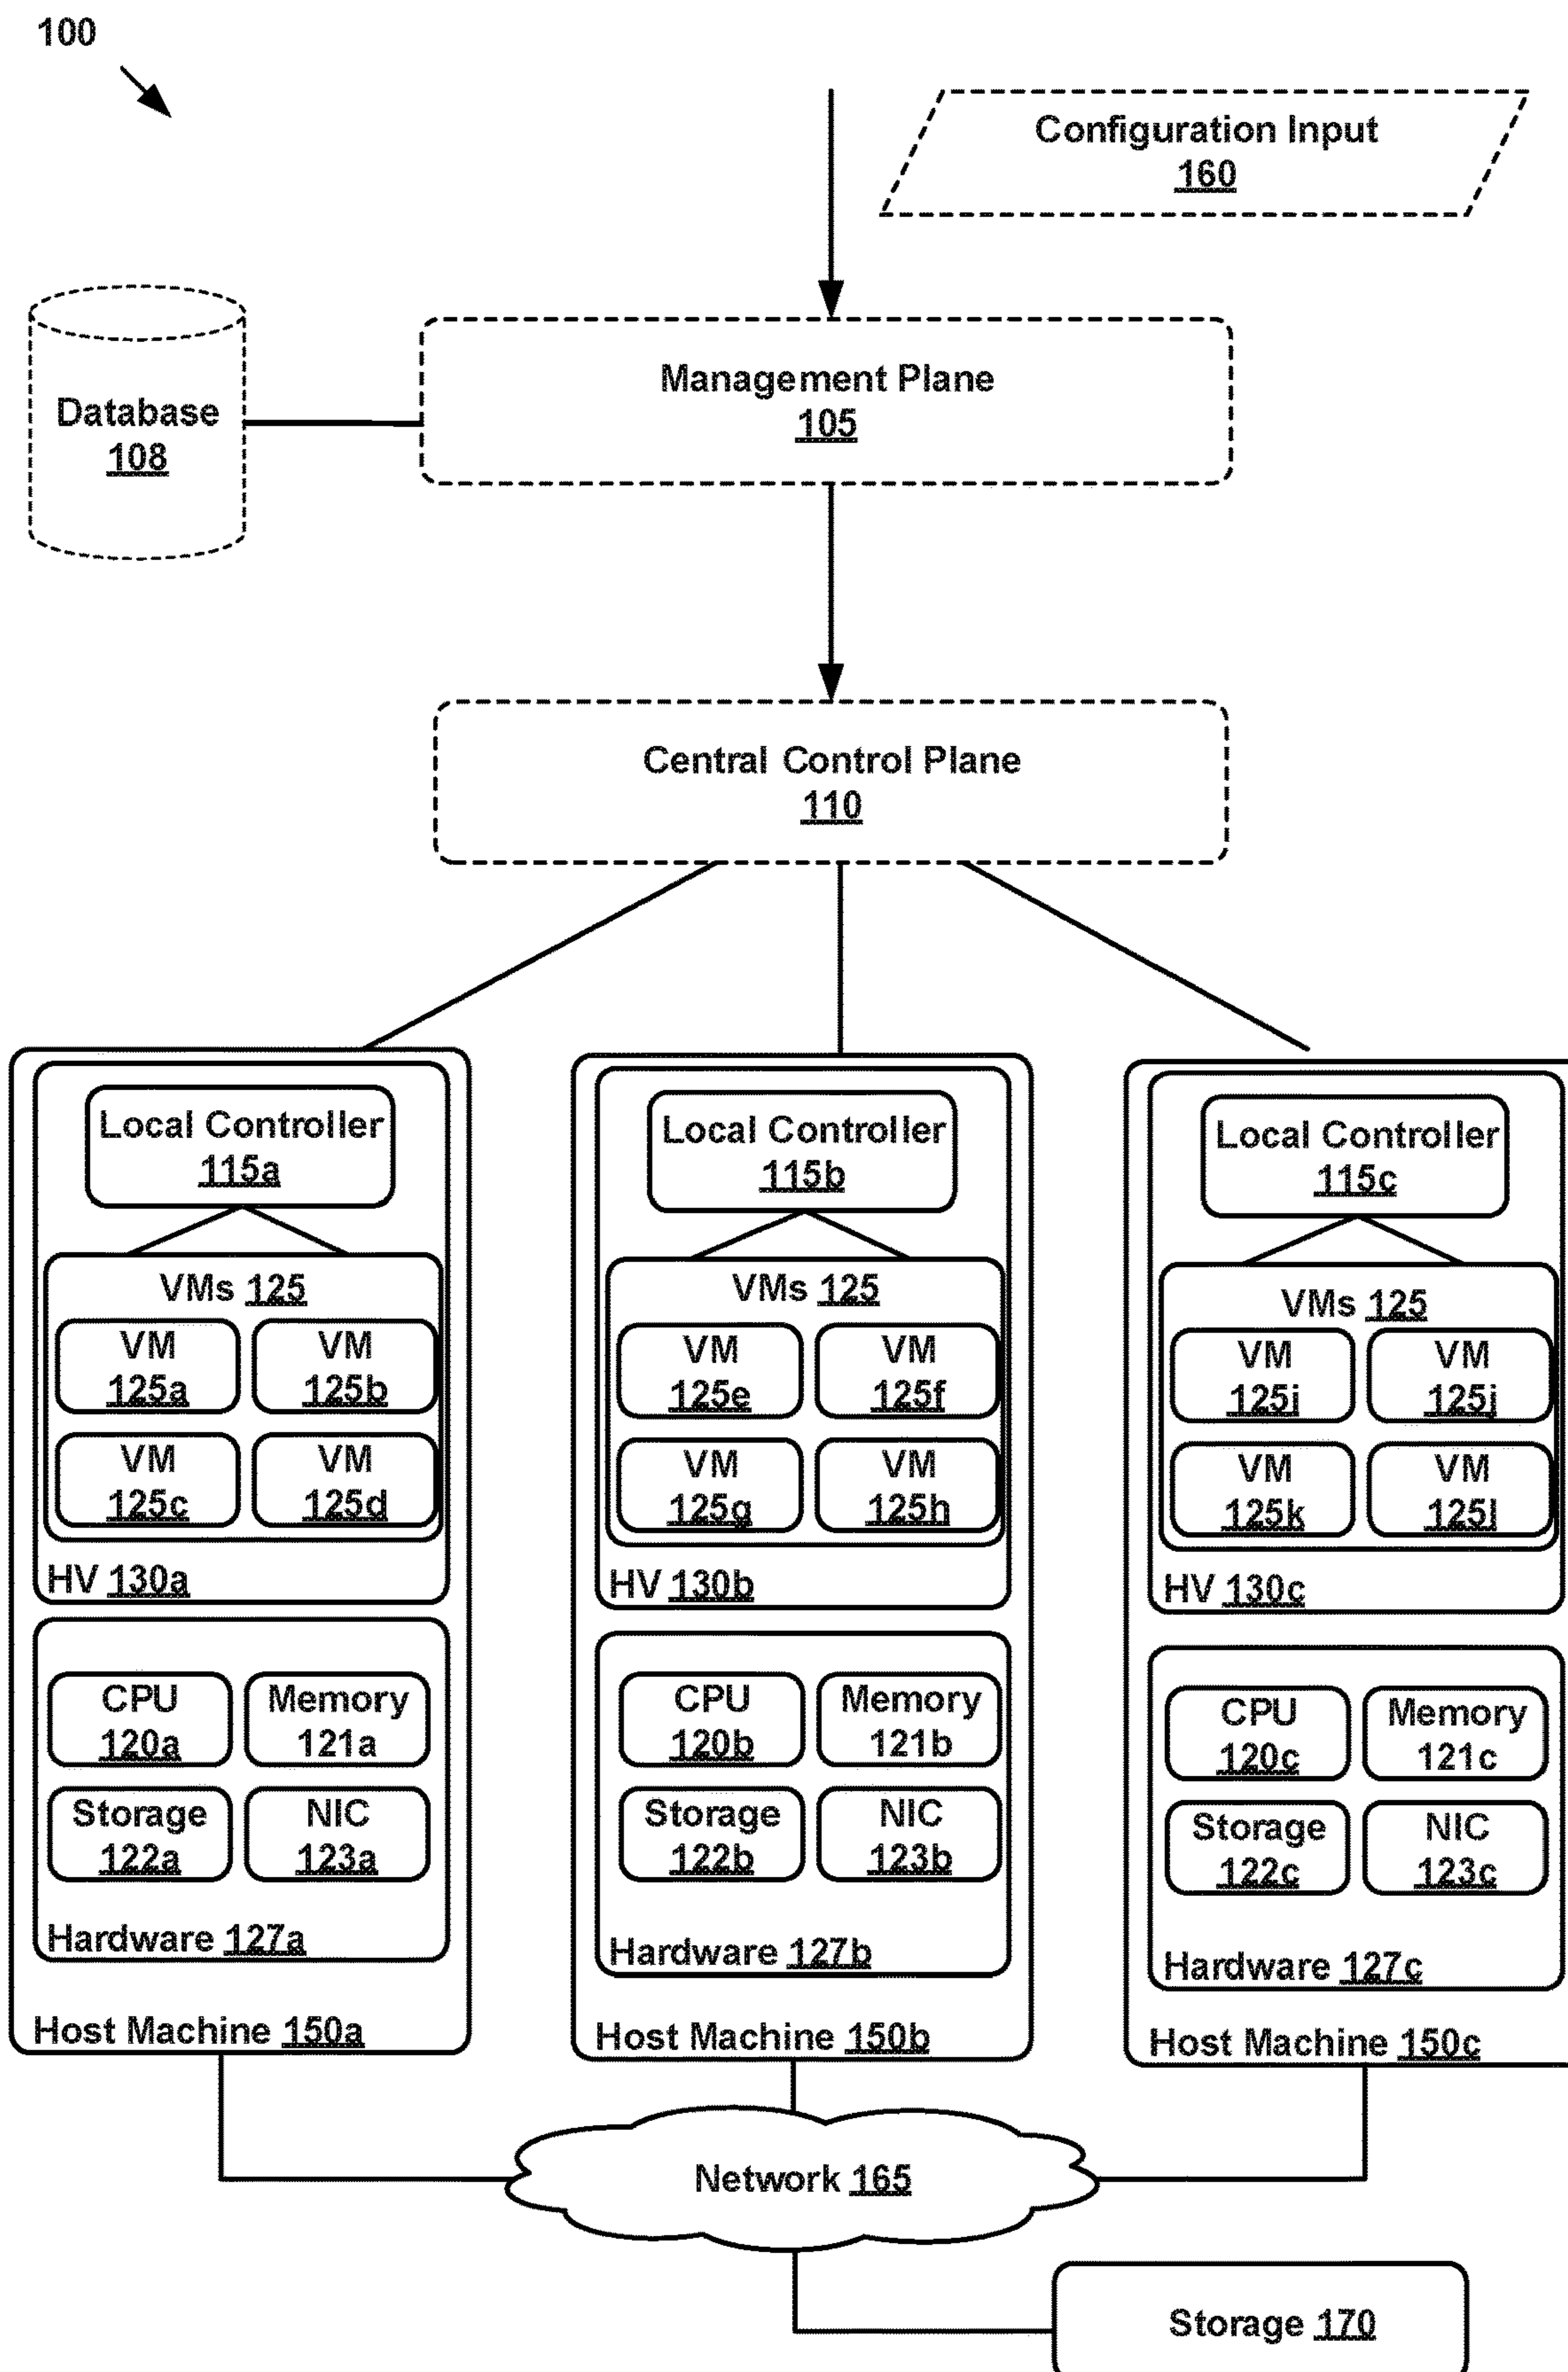 100
Configuration Input
160
Database
108
Management Plane
105
Central Control Plane
110
Local Controller
115a
VMs 125
VM
125a
VM
125b
VM
125c
VM
125d
HV 130a
CPU
120a
Memory
121a
Storage
122a
NIC
123a
Hardware 127a
Host Machine 150a
Local Controller
115b
VMs 125
VM
125e
VM
125f
VM
125g
VM
125h
HV 130b
CPU
120b
Memory
121b
Storage
122b
NIC
123b
Hardware 127b
Host Machine 150b
Local Controller
115c
VMs 125
VM
125i
VM
125j
VM
125k
VM
125l
HV 130c
CPU
120c
Memory
121c
Storage
122c
NIC
123c
Hardware 127c
Host Machine 150c
Network 165
Storage 170